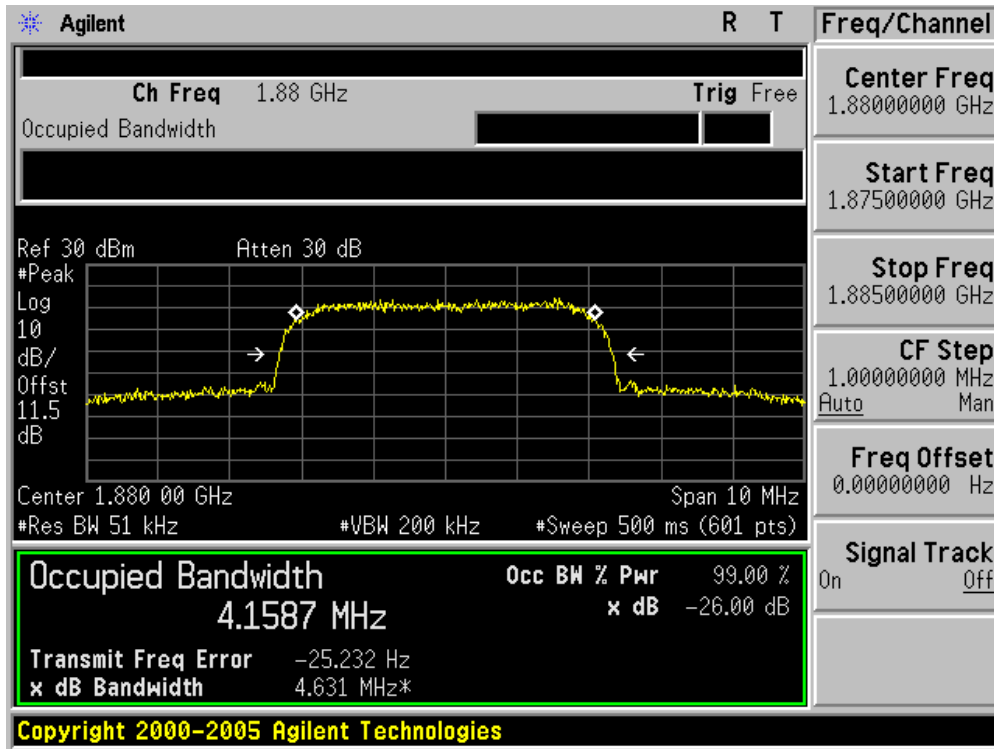 Agilent R T Freq/Channel
Ch Freq 1.88 GHz Trig Free
Occupied Bandwidth
Center Freq
1.88000000 GHz
Start Freq
1.87500000 GHz
Stop Freq
1.88500000 GHz
CF Step
1.00000000 MHz
Auto Man
Freq Offset
0.00000000 Hz
Signal Track
On Off
Ref 30 dBm Atten 30 dB
#Peak
Log
10
dB/
Offst
11.5
dB
Center 1.880 00 GHz Span 10 MHz
#Res BW 51 kHz #VBW 200 kHz #Sweep 500 ms (601 pts)
Occupied Bandwidth Occ BW % Pwr 99.00 %
4.1587 MHz x dB -26.00 dB
Transmit Freq Error -25.232 Hz
x dB Bandwidth 4.631 MHz*
Copyright 2000-2005 Agilent Technologies